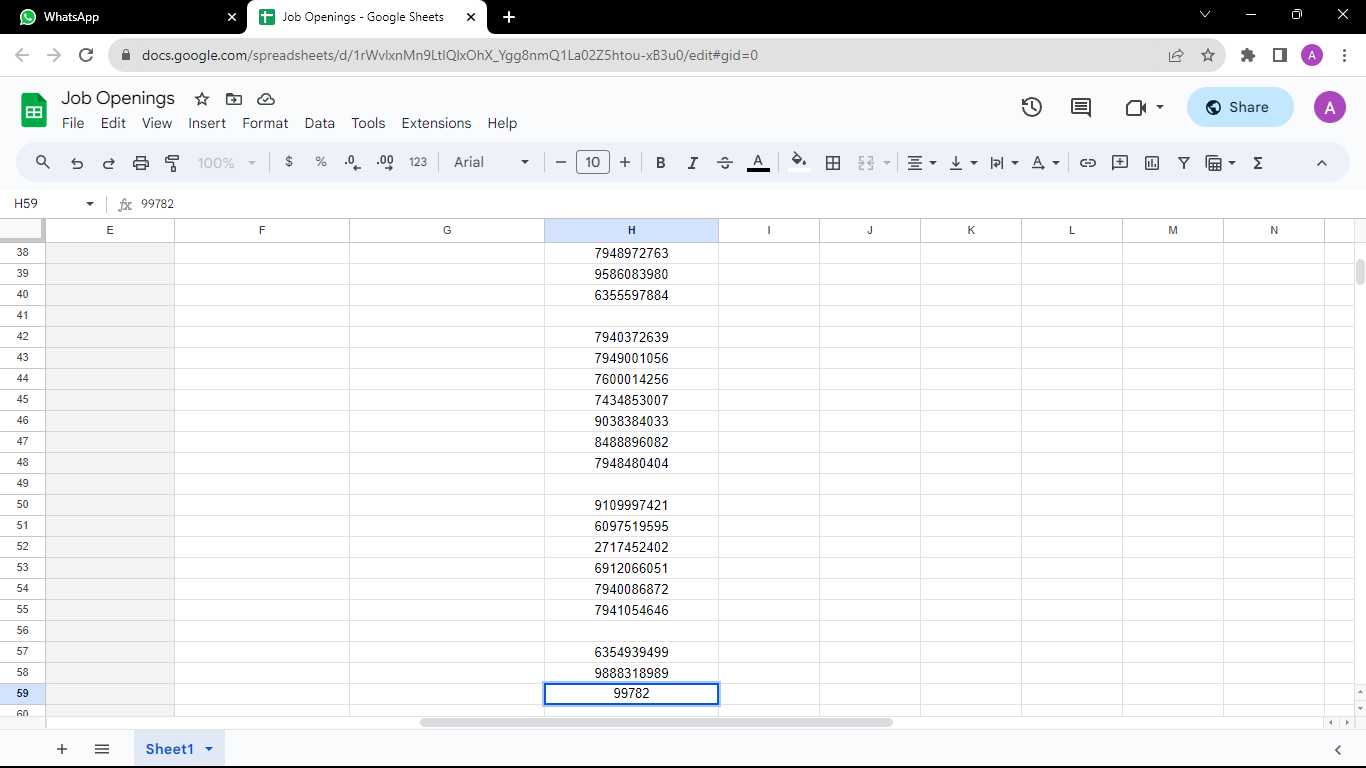 WhatsApp
Job Openings - Google Sheets
docs.google.com/spreadsheets/d/1rWvlxnMn9LtlQlxOhX_Ygg8nmQ1La02Z5htou-xB3u0/edit#gid=0
A
Job Openings
File Edit View Insert Format Data Tools Extensions Help
Share
A
100% $ % .0 .00 123 Arial 10 B I S A
H59 fx 99782
E F G H I J K L M N
38 7948972763
39 9586083980
40 6355597884
41
42 7940372639
43 7949001056
44 7600014256
45 7434853007
46 9038384033
47 8488896082
48 7948480404
49
50 9109997421
51 6097519595
52 2717452402
53 6912066051
54 7940086872
55 7941054646
56
57 6354939499
58 9888318989
59 99782
60
Sheet1